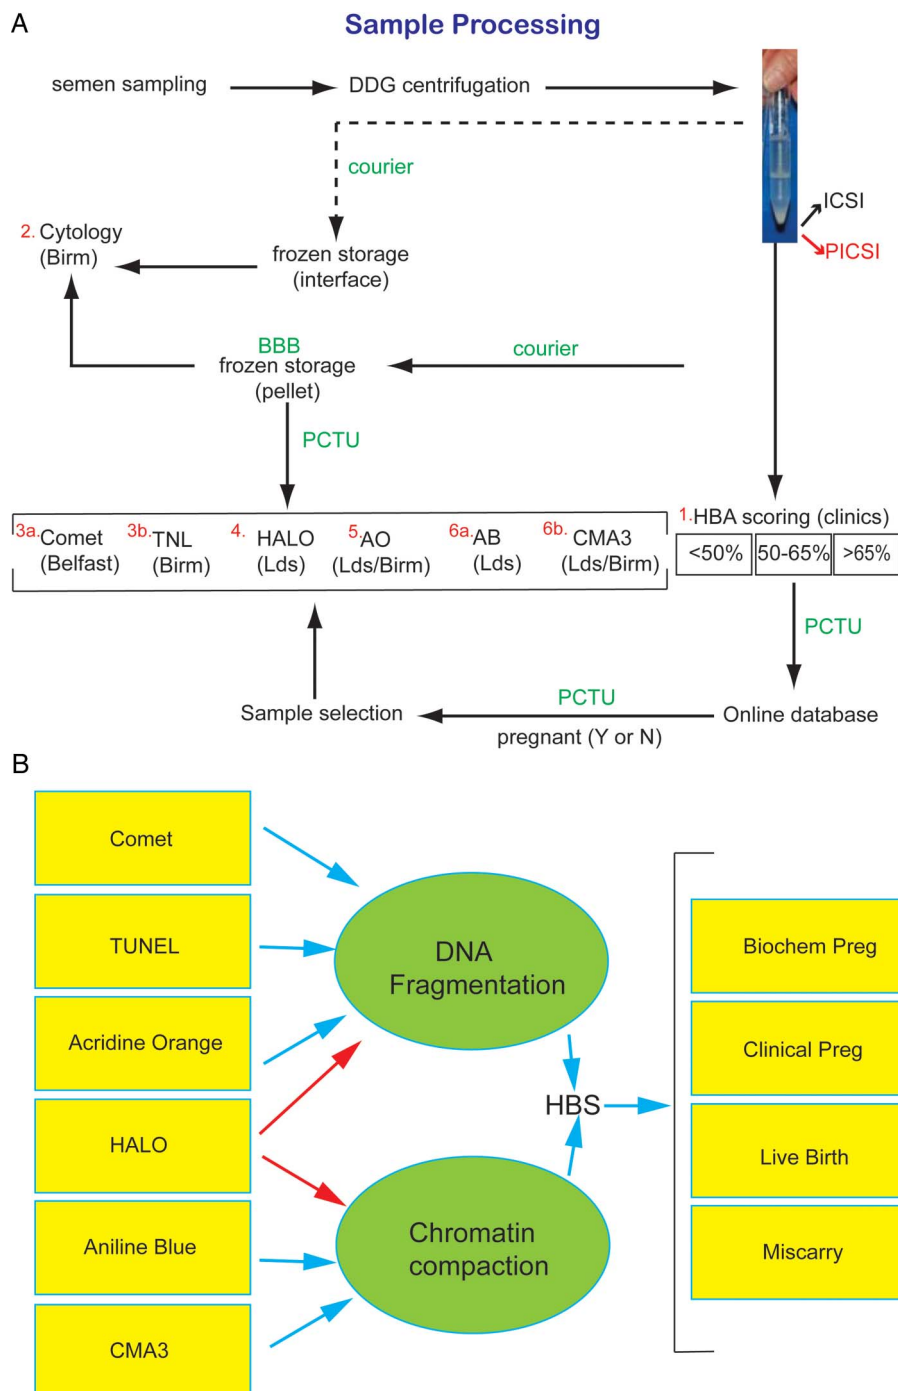 A
Sample Processing
semen sampling
DDG centrifugation
courier
ICSI
PICSI
2. Cytology
(Birm)
frozen storage
(interface)
BBB
frozen storage
(pellet)
courier
PCTU
3a. Comet
(Belfast)
3b. TNL
(Birm)
4. HALO
(Lds)
5. AO
(Lds/Birm)
6a. AB
(Lds)
6b. CMA3
(Lds/Birm)
1. HBA scoring (clinics)
<50% 50-65% >65%
PCTU
Sample selection
PCTU
pregnant (Y or N)
Online database
B
Comet
TUNEL
Acridine Orange
HALO
Aniline Blue
CMA3
DNA
Fragmentation
HBS
Chromatin
compaction
Biochem Preg
Clinical Preg
Live Birth
Miscarry